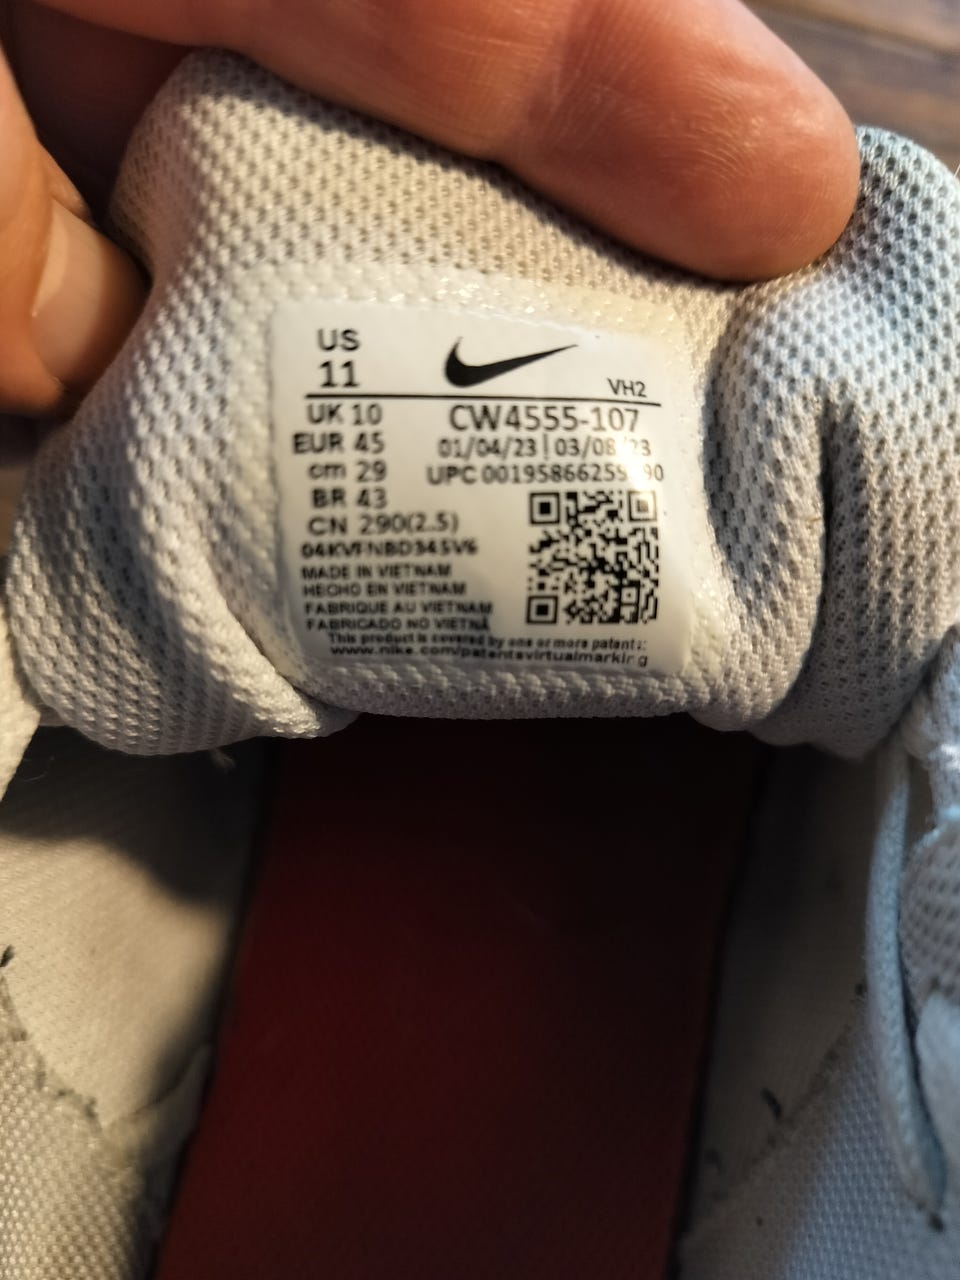 US
11
VH2
UK 10
CW4555-107
EUR 45
01/04/23 | 03/08 23
cm 29
UPC
BR 43
CN 290(2.5)
MADE IN VIETNAM
HECHO EN VIETNAM
FABRIQUE AU VIETNAM
FABRICADO NO VIETNÃ
This product is covered by one or more patents:
www.nike.com/patentsvirtualmarking